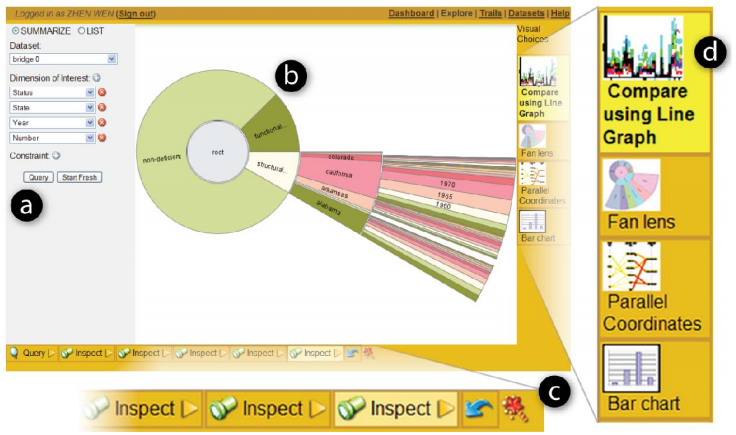 Logged in as ZHEN WEN (Sign out)
Dashboard | Explore | Trails | Datasets | Help
SUMMARIZE LIST
Dataset:
bridge 0
Dimension of Interest:
Status
State
Year
Number
Constraint:
Query Start Fresh
a
b
non-deficient
root
functional...
structural...
colorado
california
arkansas
alabama
1970
1955
1960
Visual
Choices
Compare
using Line
Graph
Fan lens
Parallel
Coordinates
Bar chart
Query Inspect Inspect Inspect Inspect Inspect
c
Inspect Inspect Inspect
d
Compare
using Line
Graph
Fan lens
Parallel
Coordinates
Bar chart